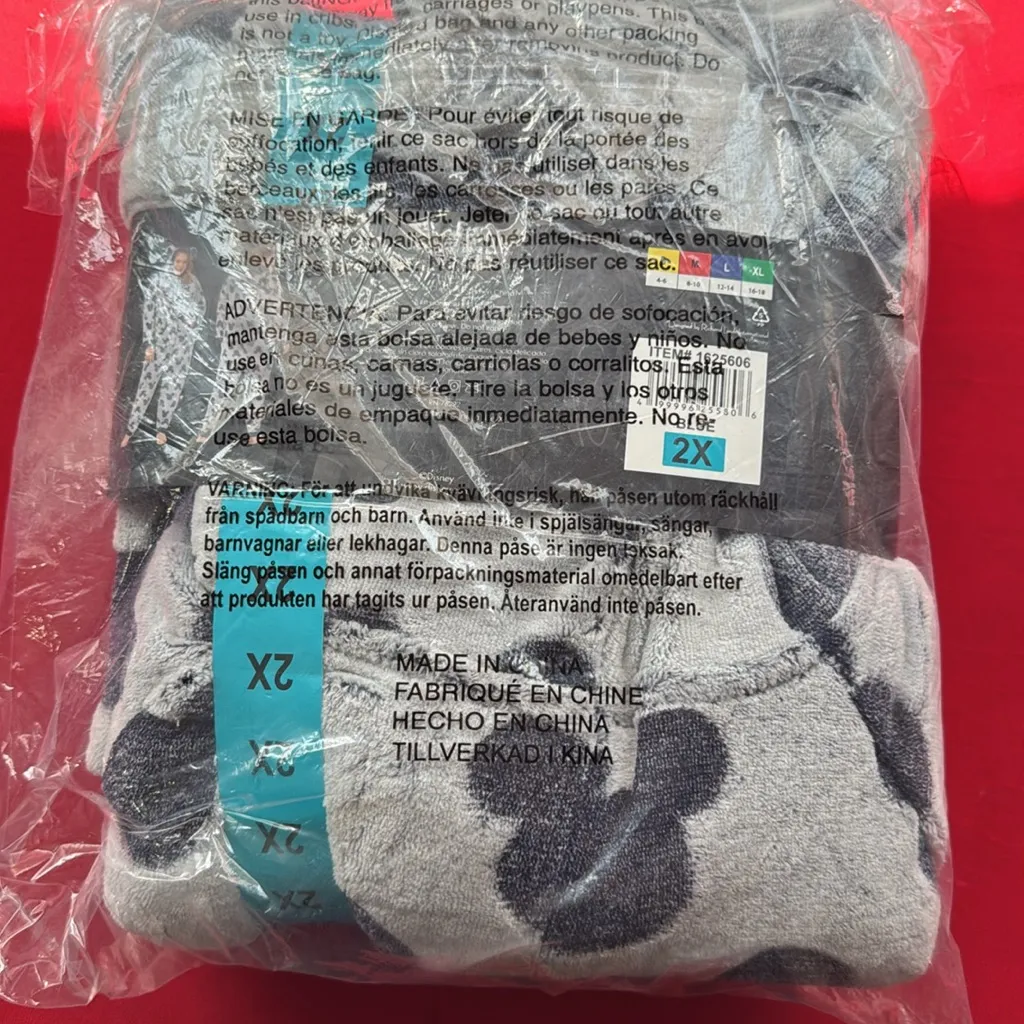 carriages or playpens. This b
use in cribs,
is not a toy. bag and any other packing
product. Do
MISE EN GARDE: Pour éviter tout risque de
suffocation, tenir ce sac hors de la portée des
bébés et des enfants. Ne pas utiliser dans les
berceaux, les lits, les carrosses ou les parcs. Ce
sac n'est pas un jouet. Jeter ce sac ou tout autre
matériaux d'emballage immédiatement après en avoi
enlevé les produits. Ne pas réutiliser ce sac.
M L XL
4-6 8-10 12-14 16-18
ADVERTENCIA: Para evitar riesgo de sofocación,
mantenga esta bolsa alejada de bebes y niños. No
use en cunas, camas, carriolas o corralitos. Esta
bolsa no es un juguete. Tire la bolsa y los otros
materiales de empaque inmediatamente. No re-
use esta bolsa.
ITEM# 1625606
BLUE
2X
©Disney
VARNING: För att undvika kvävningsrisk, håll påsen utom räckhåll
från spädbarn och barn. Använd inte i spjälsängar, sängar,
barnvagnar eller lekhagar. Denna påse är ingen leksak.
Släng påsen och annat förpackningsmaterial omedelbart efter
att produkten har tagits ur påsen. Återanvänd inte påsen.
2X
2X
2X
2X
2X
2X
MADE IN CHINA
FABRIQUÉ EN CHINE
HECHO EN CHINA
TILLVERKAD I KINA